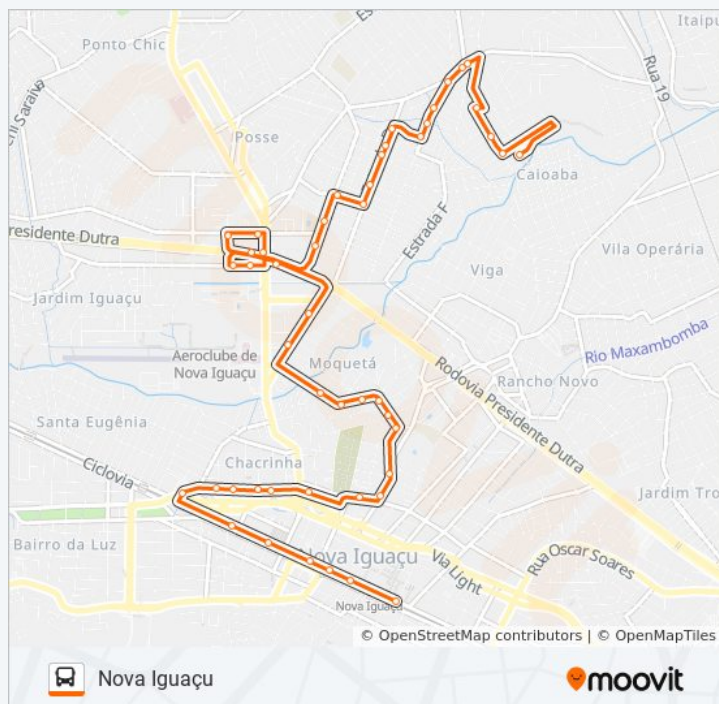 Itaipu
Ponto Chic
Rua 19
Posse
Caioaba
Presidente Dutra
Estrada F
Vila Operária
Viga
Jardim Iguaçu
Rio Maxambomba
Aeroclube de
Nova Iguaçu
Moquetá
Rancho Novo
Rodovia Presidente Dutra
Santa Eugênia
Ciclovia
Chacrinha
Jardim Tro
Bairro da Luz
Nova Iguaçu
Via Light
Rua Oscar Soares
Nova Iguaçu
© OpenStreetMap contributors | © OpenMapTiles
Nova Iguaçu
moovit